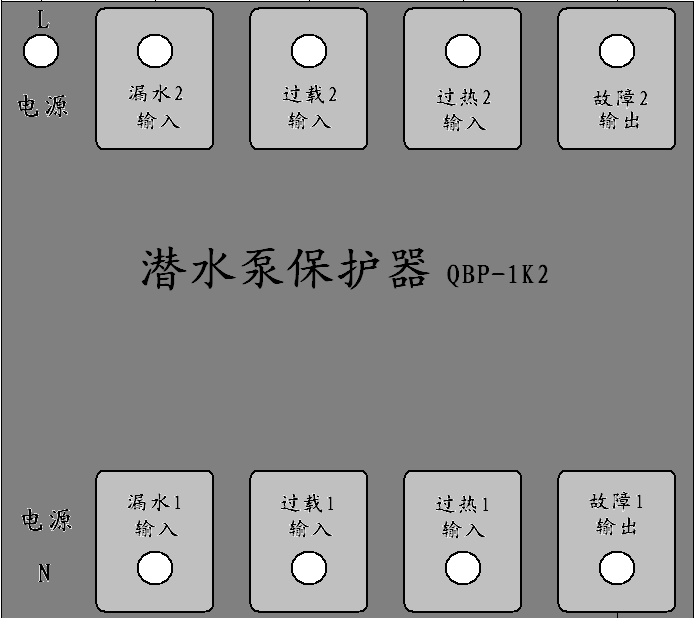 L
电源
漏水2
输入
过载2
输入
过热2
输入
故障2
输出
潜水泵保护器 QBP-1K2
电源
N
漏水1
输入
过载1
输入
过热1
输入
故障1
输出